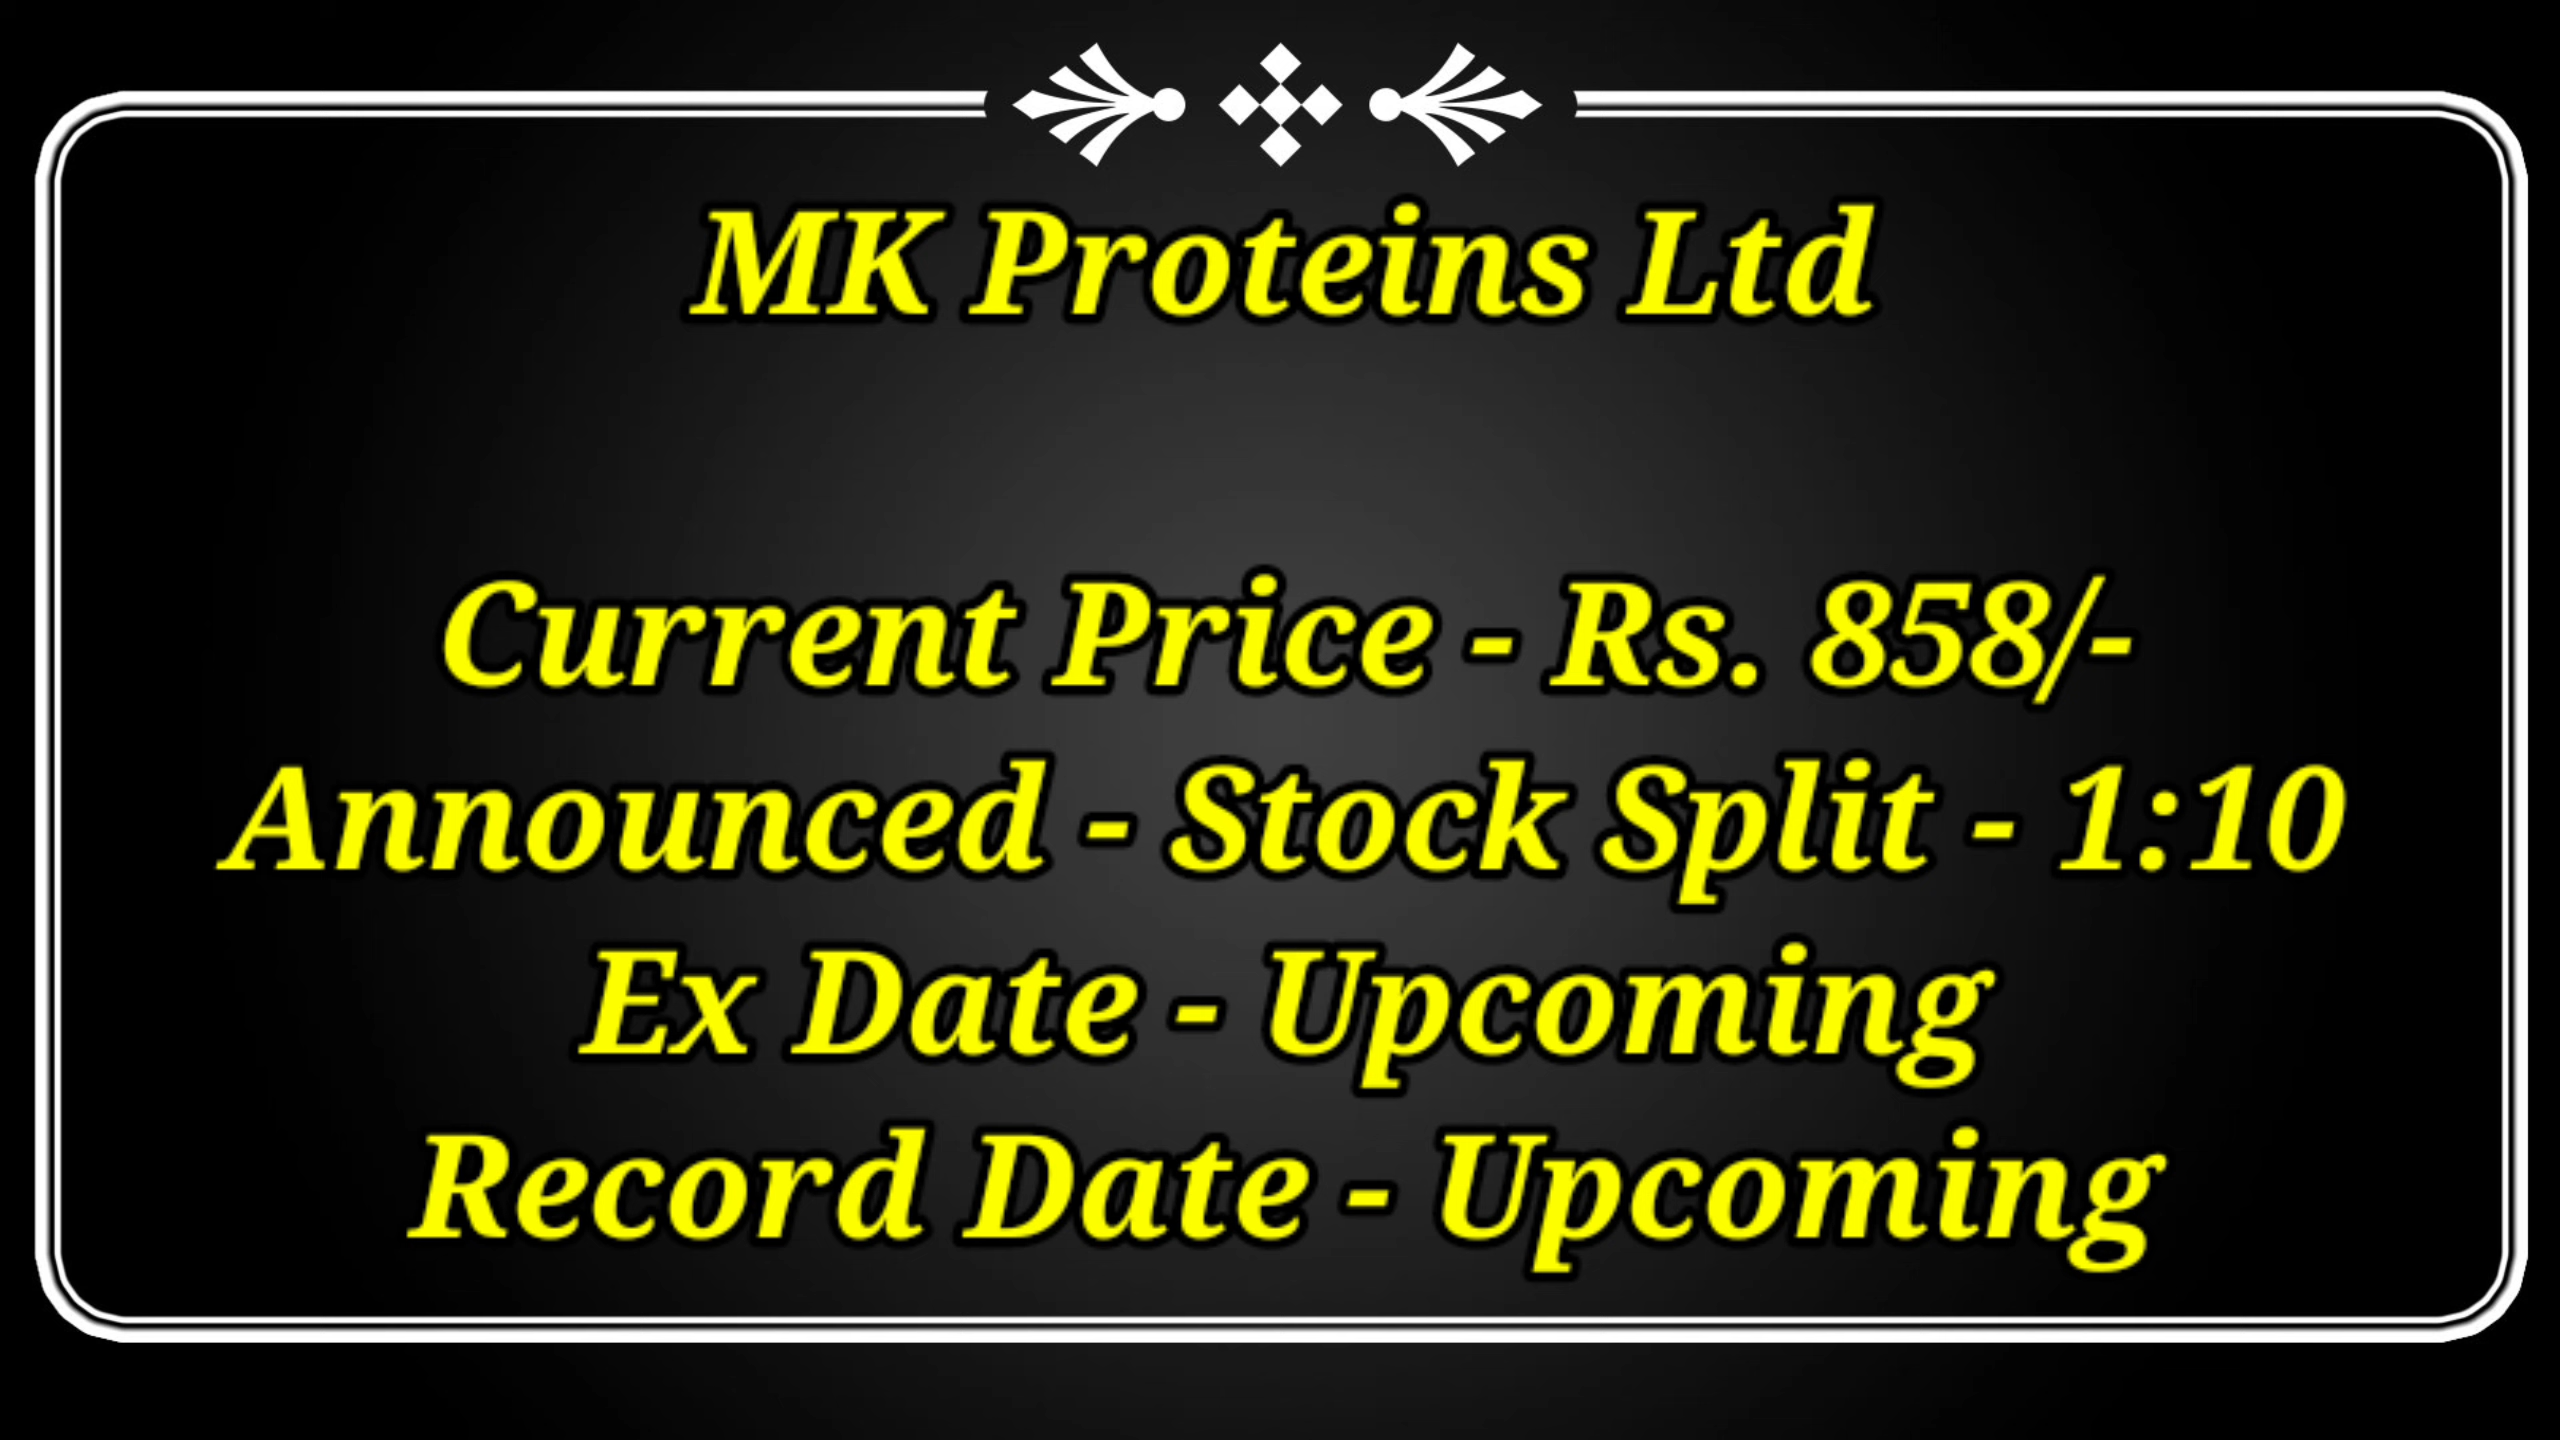 MK Proteins Ltd
Current Price - Rs. 858/-
Announced - Stock Split - 1:10
Ex Date - Upcoming
Record Date - Upcoming